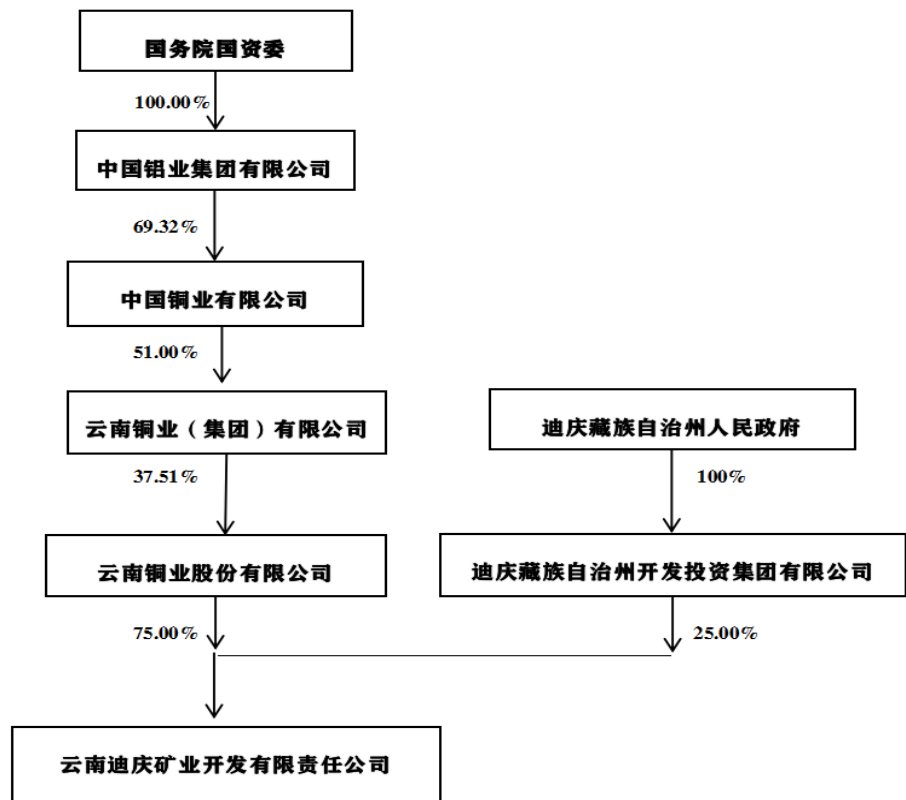 国务院国资委
100.00%
中国铝业集团有限公司
69.32%
中国铜业有限公司
51.00%
云南铜业（集团）有限公司
迪庆藏族自治州人民政府
37.51%
100%
云南铜业股份有限公司
迪庆藏族自治州开发投资集团有限公司
75.00%
25.00%
云南迪庆矿业开发有限责任公司